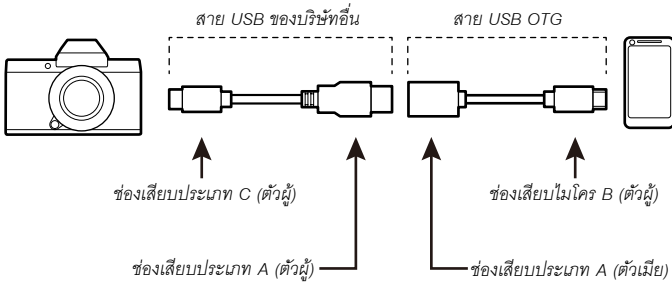 สาย USB ของบริษัทอื่น
สาย USB OTG
ช่องเสียบประเภท C (ตัวผู้)
ช่องเสียบไมโคร B (ตัวผู้)
ช่องเสียบประเภท A (ตัวผู้)
ช่องเสียบประเภท A (ตัวเมีย)